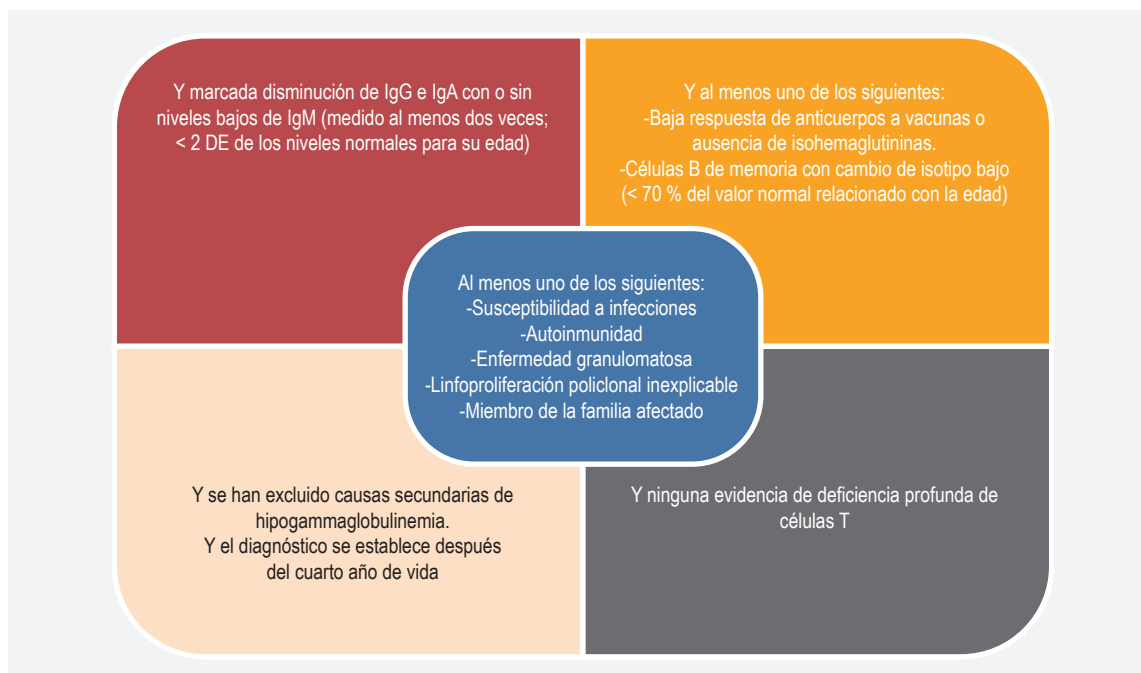 Y marcada disminución de IgG e IgA con o sin
niveles bajos de IgM (medido al menos dos veces;
< 2 DE de los niveles normales para su edad)
Y al menos uno de los siguientes:
-Baja respuesta de anticuerpos a vacunas o
ausencia de isohemaglutininas.
-Células B de memoria con cambio de isotipo bajo
(< 70 % del valor normal relacionado con la edad)
Al menos uno de los siguientes:
-Susceptibilidad a infecciones
-Autoinmunidad
-Enfermedad granulomatosa
-Linfoproliferación policlonal inexplicable
-Miembro de la familia afectado
Y se han excluido causas secundarias de
hipogammaglobulinemia.
Y el diagnóstico se establece después
del cuarto año de vida
Y ninguna evidencia de deficiencia profunda de
células T